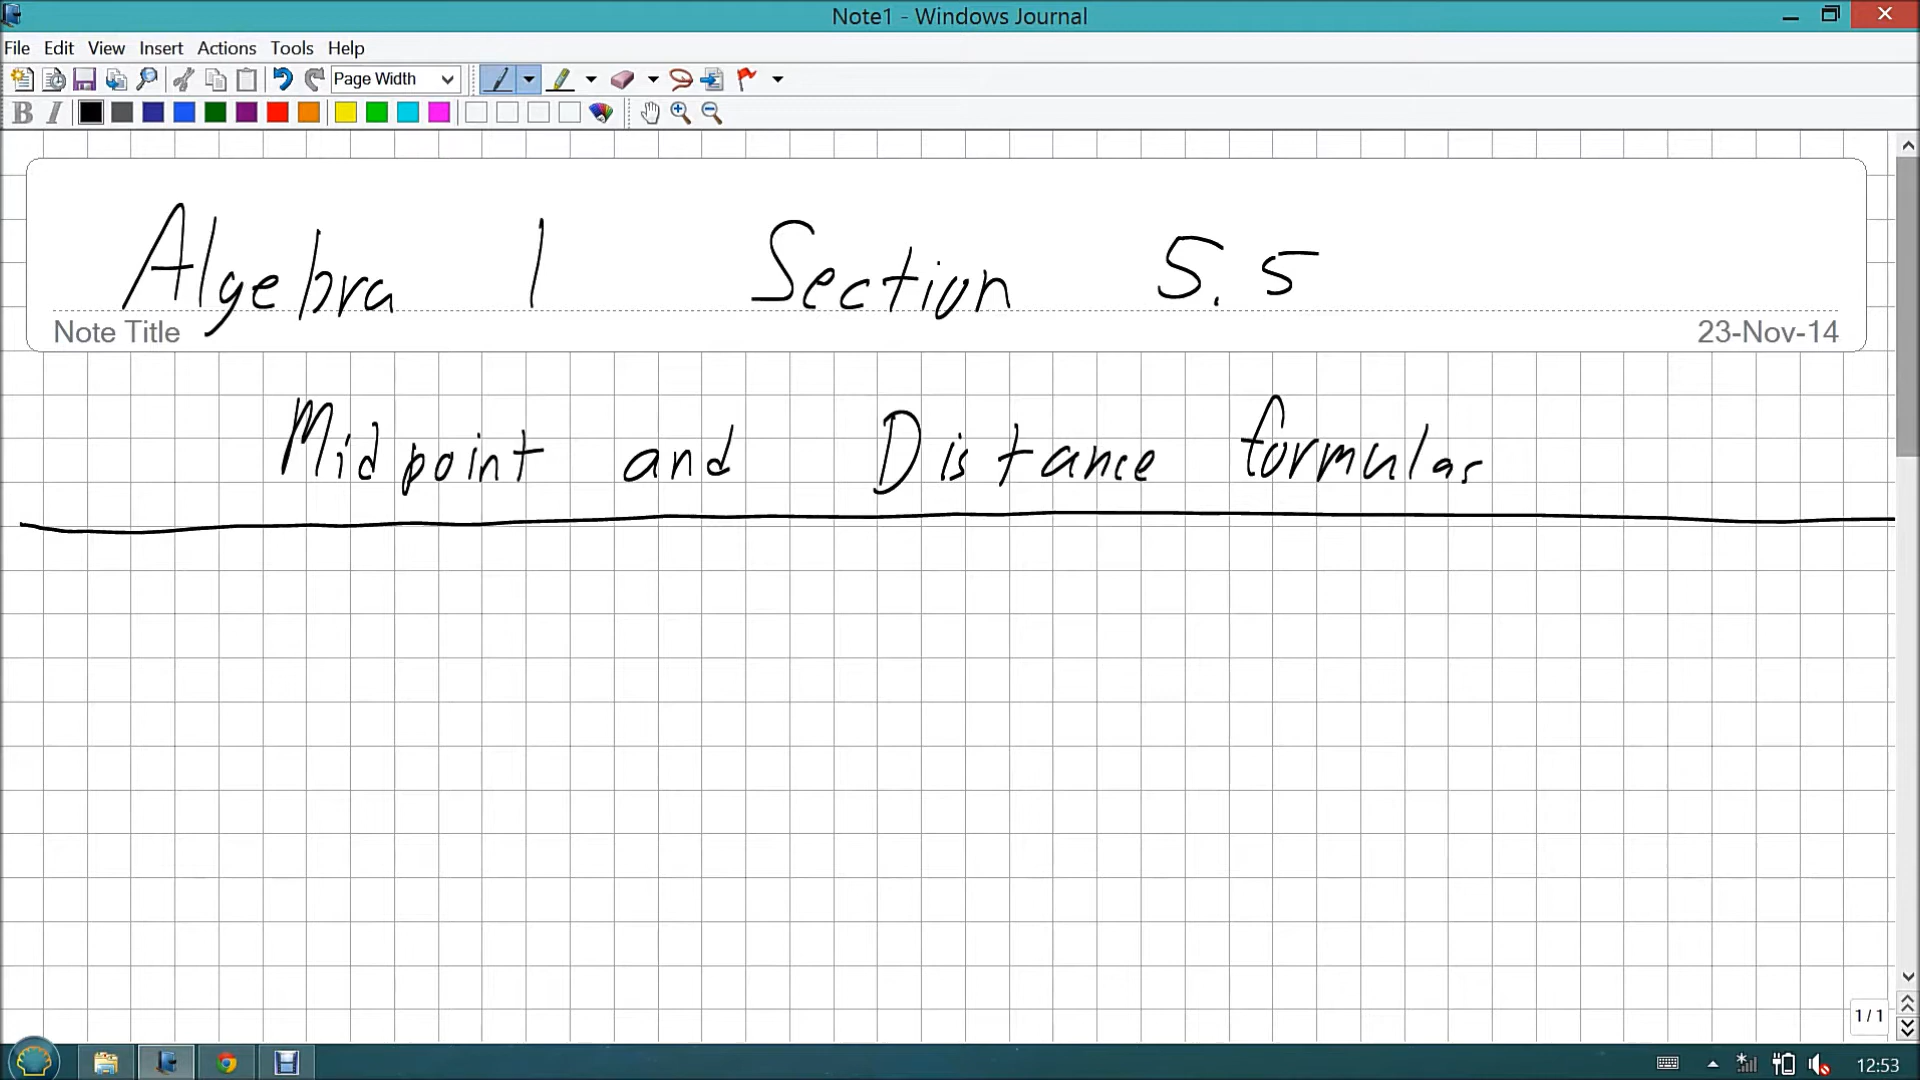 Note1 - Windows Journal
File Edit View Insert Actions Tools Help
Page Width
B I
Algebra 1 Section 5.5
Note Title 23-Nov-14
Midpoint and Distance formulas
1 / 1
12:53